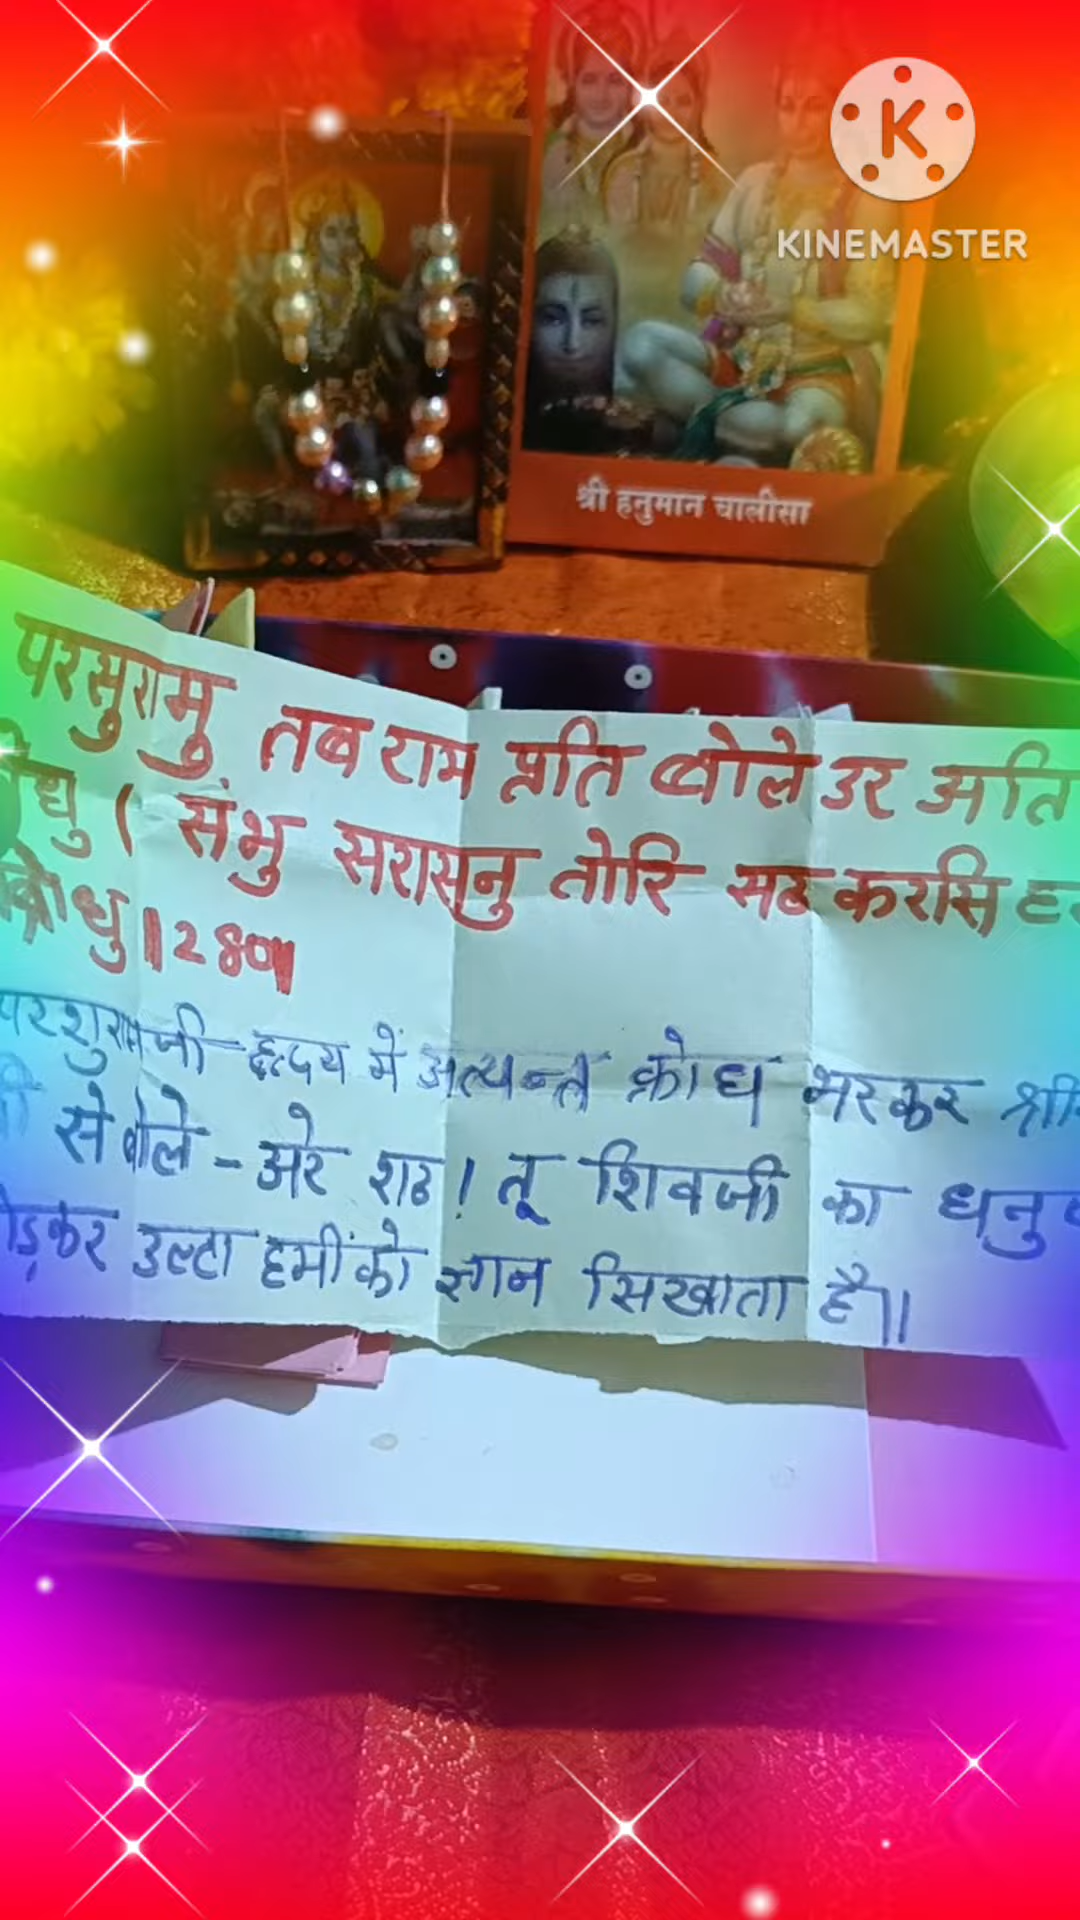 KINEMASTER
श्री हनुमान चालीसा
परसुरामु तब राम प्रति बोले उर अति
संभु सरासनु तोरि सठ करसि
॥280॥
परशुरामजी हृदय में अत्यन्त क्रोध भरकर
से बोले - अरे शठ! तू शिवजी का
उल्टा हमीं को ज्ञान सिखाता है॥